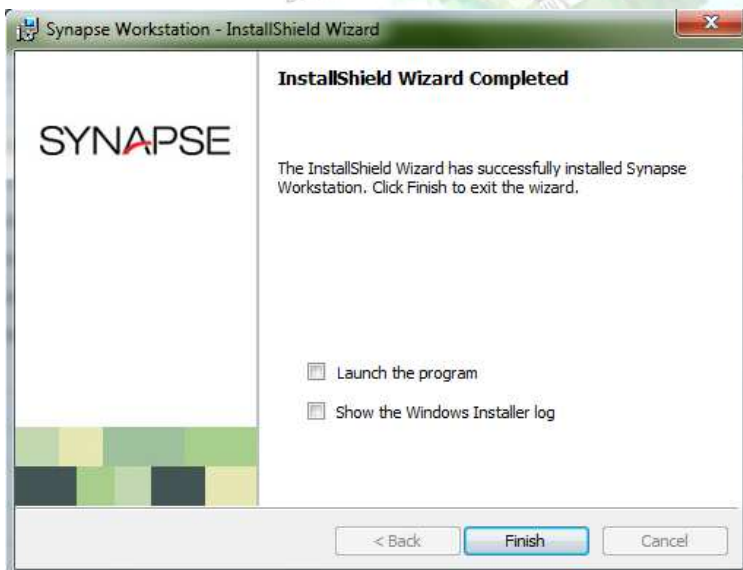 Synapse Workstation - InstallShield Wizard
InstallShield Wizard Completed
SYNAPSE
The InstallShield Wizard has successfully installed Synapse
Workstation. Click Finish to exit the wizard.
Launch the program
Show the Windows Installer log
< Back
Finish
Cancel